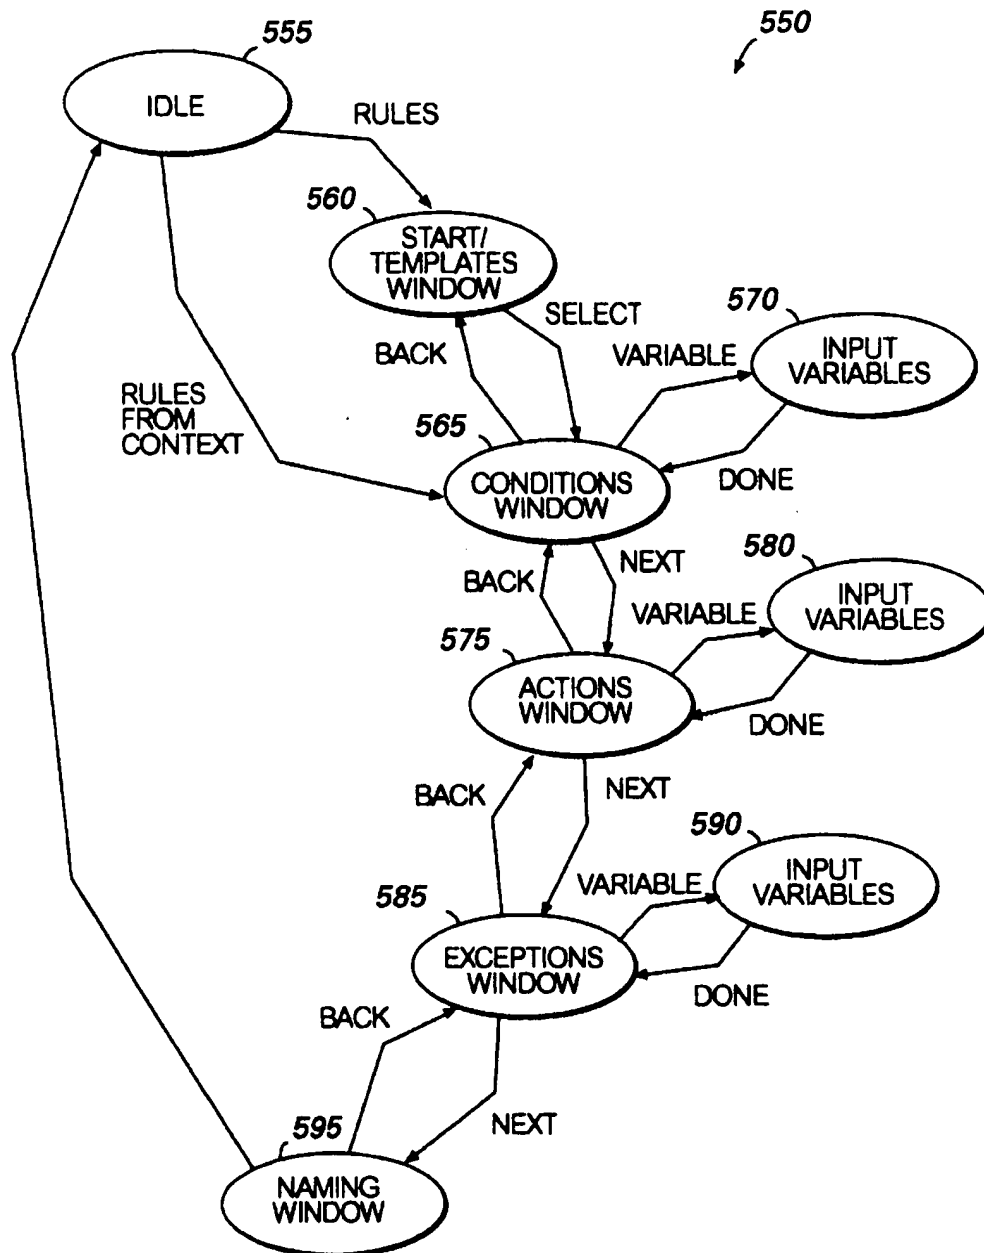 555
550
IDLE
RULES
560
START/
TEMPLATES
WINDOW
SELECT
570
BACK
VARIABLE
INPUT
VARIABLES
RULES
FROM
CONTEXT
565
DONE
CONDITIONS
WINDOW
580
NEXT
BACK
INPUT
VARIABLES
VARIABLE
575
ACTIONS
WINDOW
DONE
BACK
NEXT
590
INPUT
VARIABLES
VARIABLE
585
EXCEPTIONS
WINDOW
DONE
BACK
NEXT
595
NAMING
WINDOW